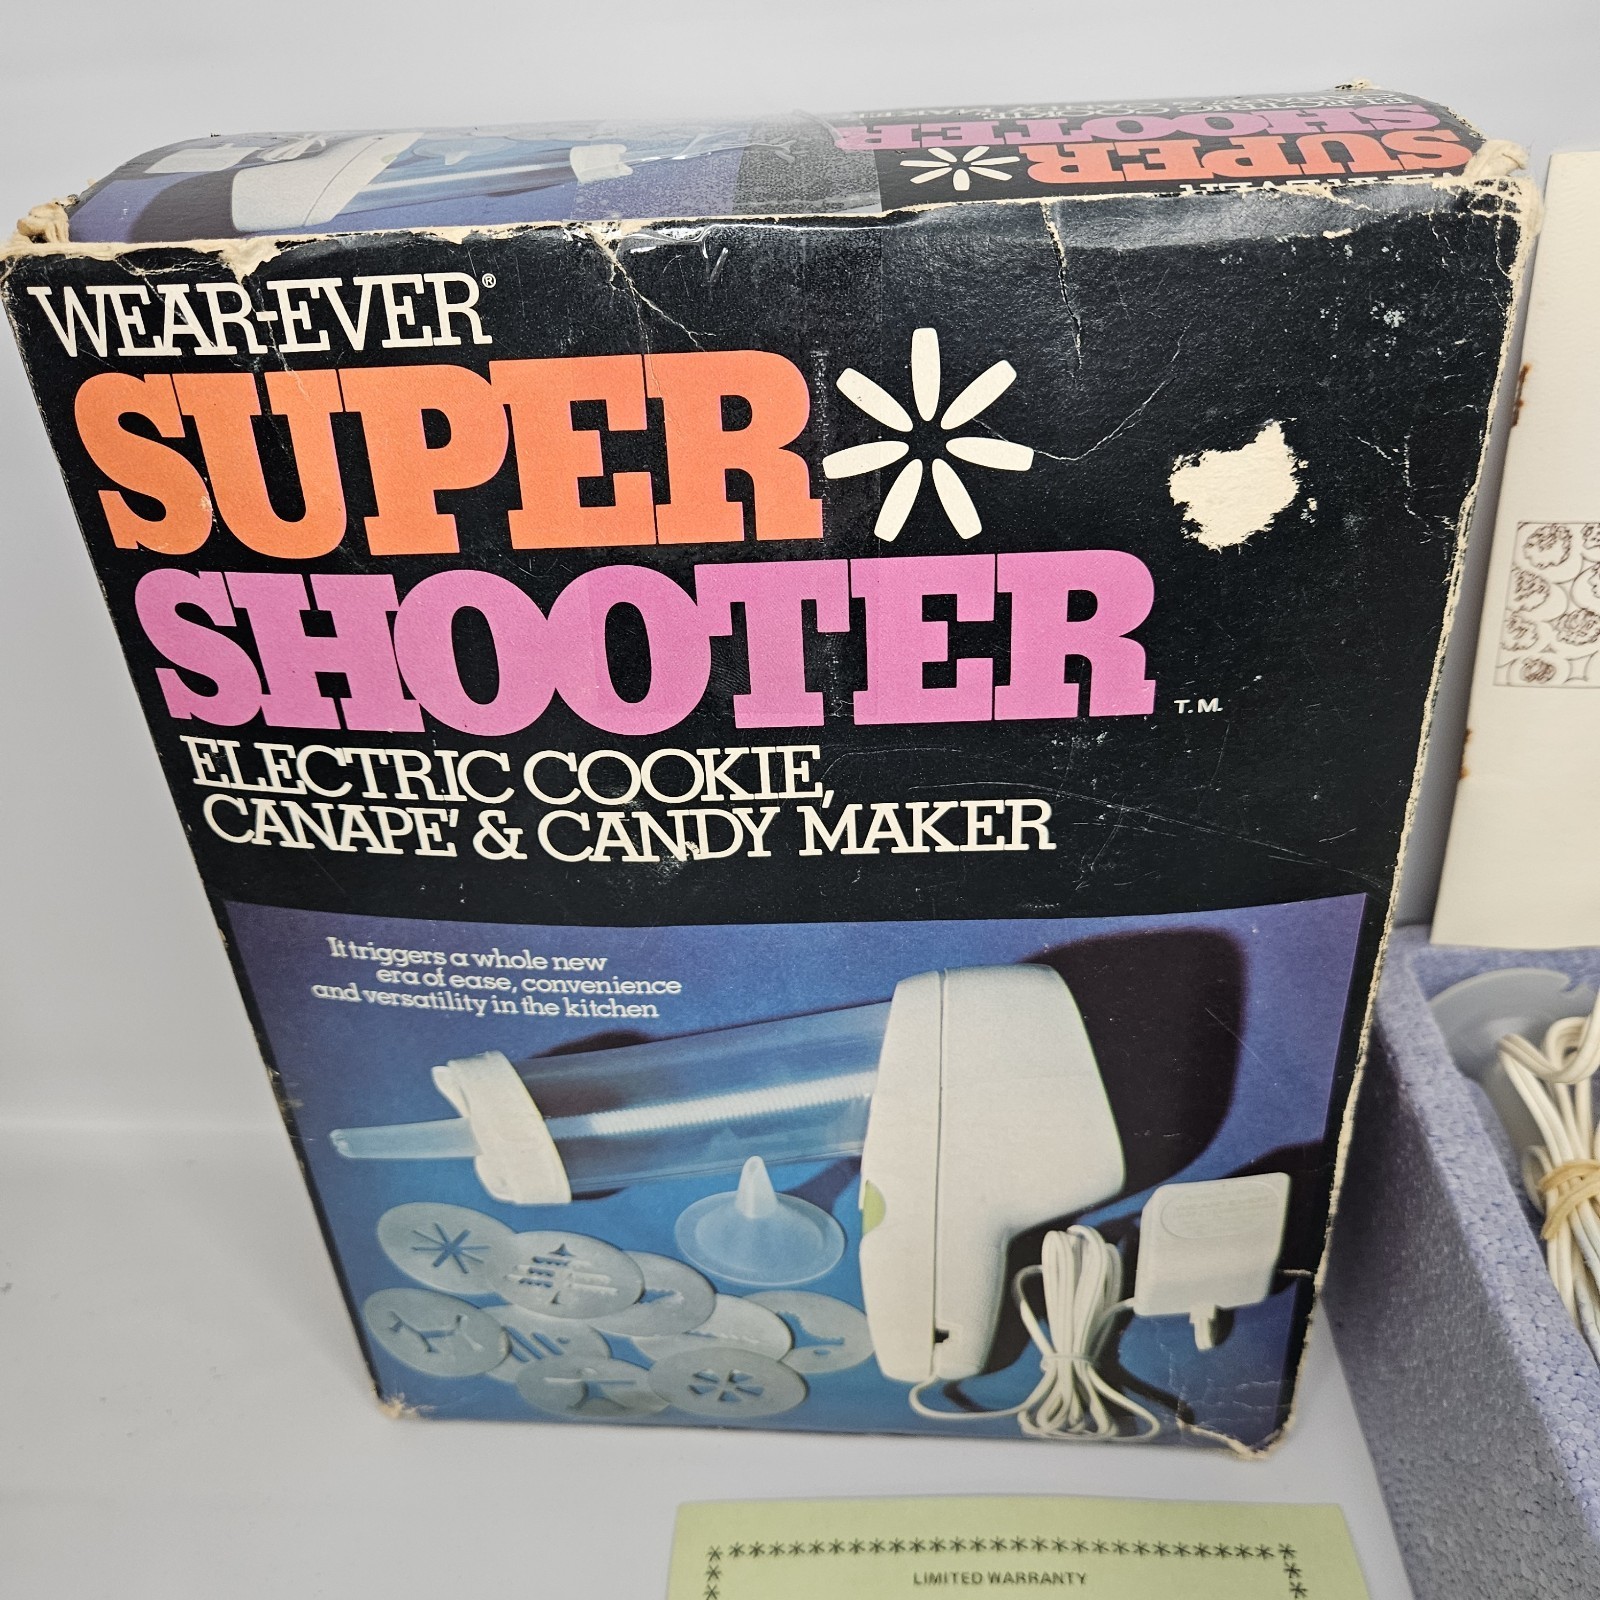 SUPER
SHOOTER
WEAR-EVER®
SUPER
SHOOTER T.M.
ELECTRIC COOKIE,
CANAPE' & CANDY MAKER
It triggers a whole new
era of ease, convenience
and versatility in the kitchen
LIMITED WARRANTY